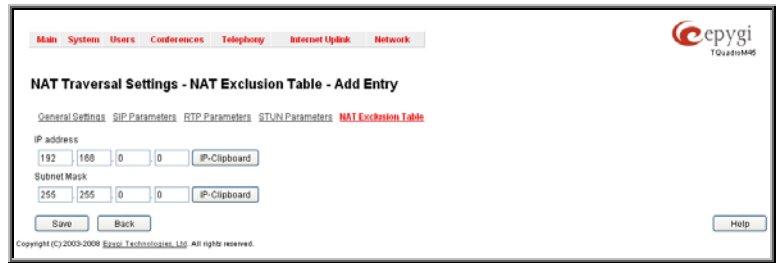 epygi
TQuadroM45
Main System Users Conferences Telephony Internet Uplink Network
NAT Traversal Settings - NAT Exclusion Table - Add Entry
General Settings SIP Parameters RTP Parameters STUN Parameters NAT Exclusion Table
IP address
192 . 168 . 0 . 0 IP-Clipboard
Subnet Mask
255 . 255 . 0 . 0 IP-Clipboard
Save Back Help
Copyright (C) 2003-2008 Epygi Technologies, Ltd. All rights reserved.